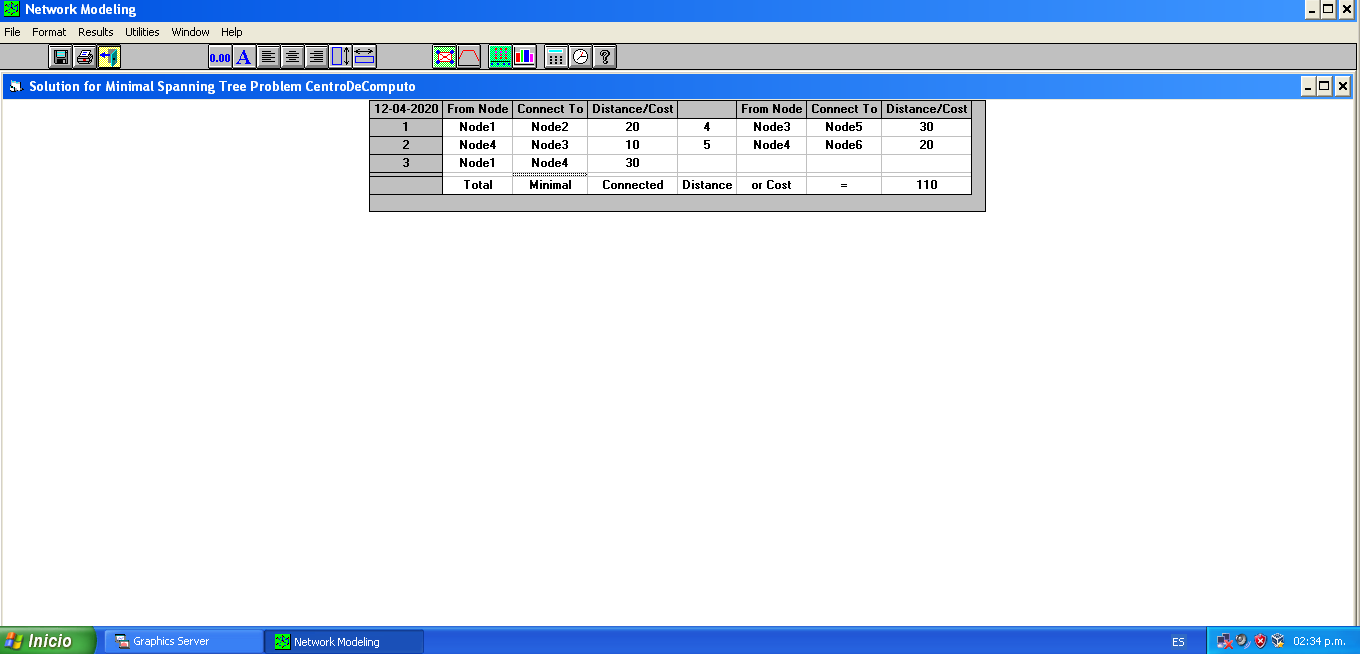 Network Modeling
File Format Results Utilities Window Help
0.00 A
Solution for Minimal Spanning Tree Problem CentroDeComputo
12-04-2020 From Node Connect To Distance/Cost From Node Connect To Distance/Cost
1 Node1 Node2 20 4 Node3 Node5 30
2 Node4 Node3 10 5 Node4 Node6 20
3 Node1 Node4 30
Total Minimal Connected Distance or Cost = 110
Inicio Graphics Server Network Modeling ES 02:34 p.m.